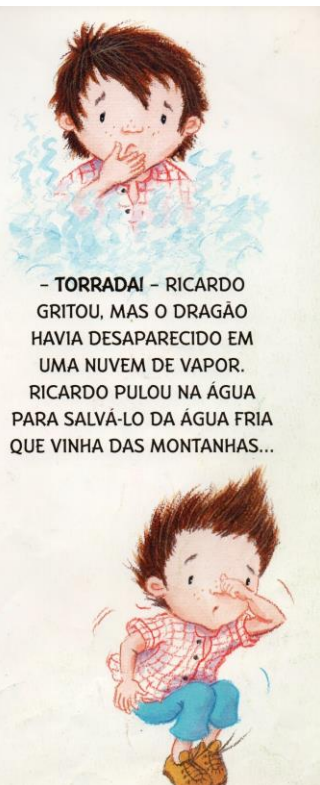 – TORRADA! – RICARDO
GRITOU, MAS O DRAGÃO
HAVIA DESAPARECIDO EM
UMA NUVEM DE VAPOR.
RICARDO PULOU NA ÁGUA
PARA SALVÁ-LO DA ÁGUA FRIA
QUE VINHA DAS MONTANHAS...